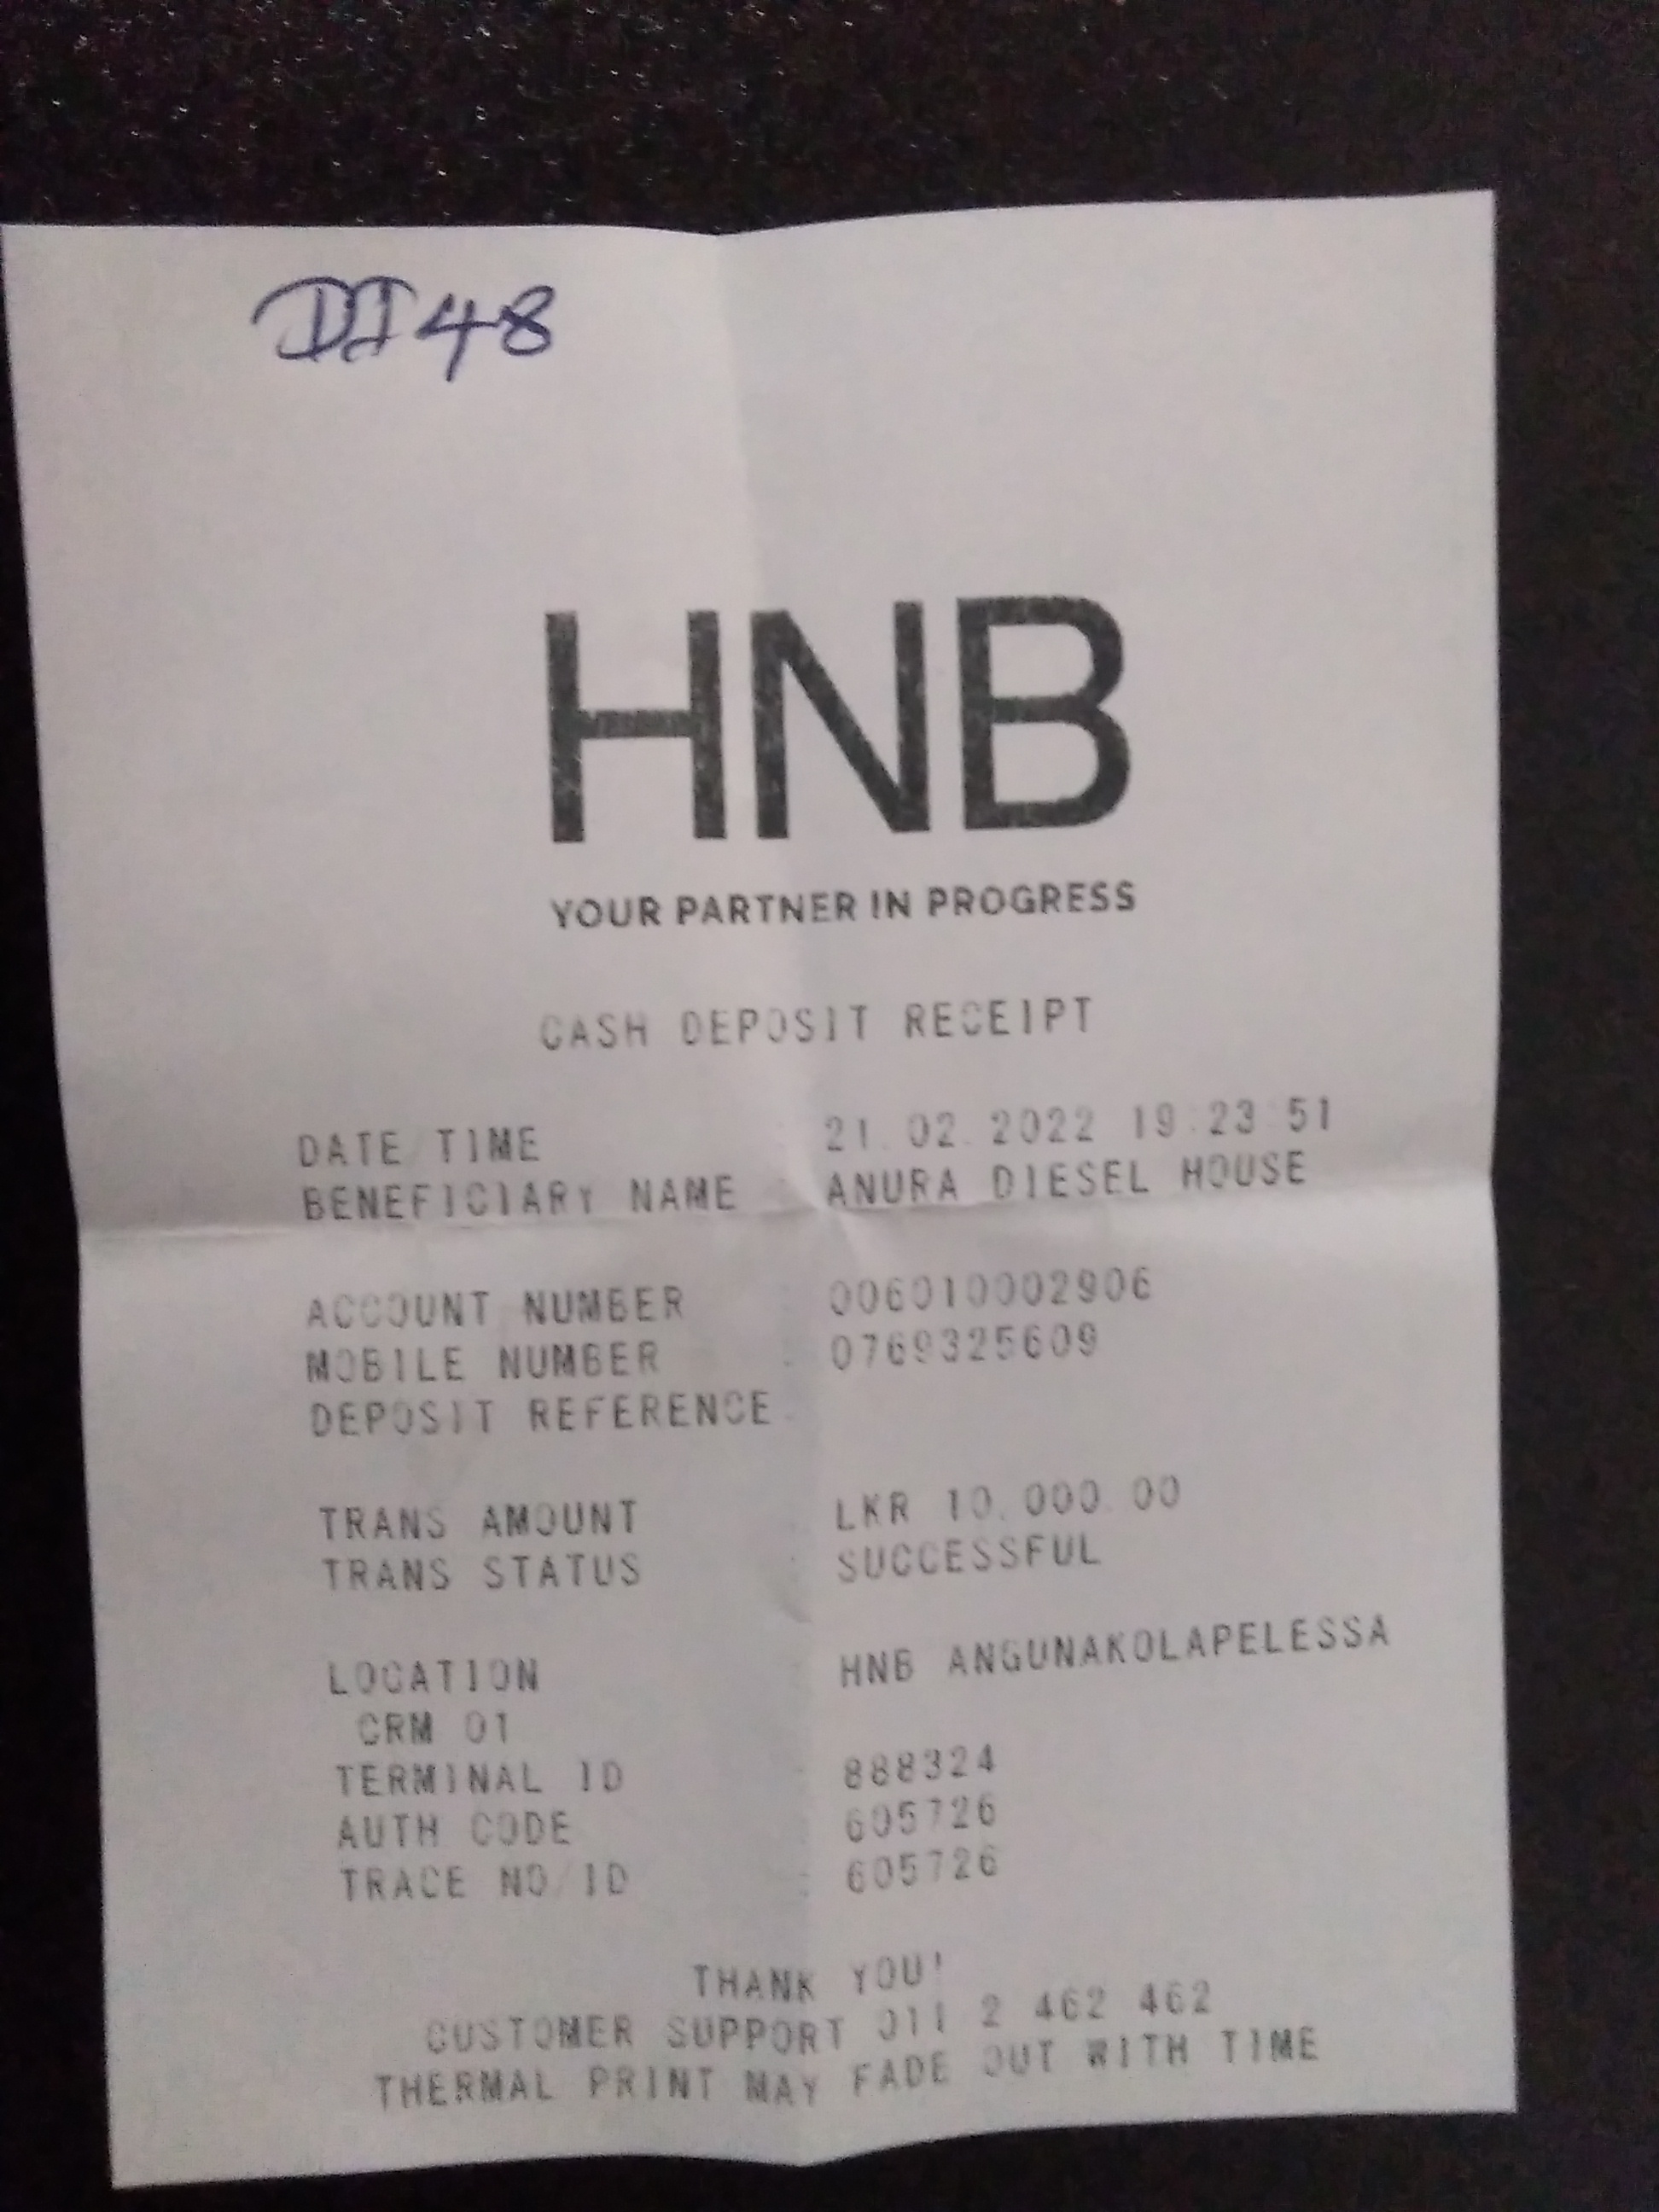 DJ48
HNB
YOUR PARTNER IN PROGRESS
CASH DEPOSIT RECEIPT
DATE/TIME : 21.02.2022 19:23:51
BENEFICIARY NAME : ANURA DIESEL HOUSE
ACCOUNT NUMBER : 006010002906
MOBILE NUMBER : 0769325609
DEPOSIT REFERENCE :
TRANS AMOUNT : LKR 10,000.00
TRANS STATUS : SUCCESSFUL
LOCATION : HNB ANGUNAKOLAPELESSA
CRM 01
TERMINAL ID : 888324
AUTH CODE : 605726
TRACE NO/ID : 605726
THANK YOU!
CUSTOMER SUPPORT 011 2 462 462
THERMAL PRINT MAY FADE OUT WITH TIME